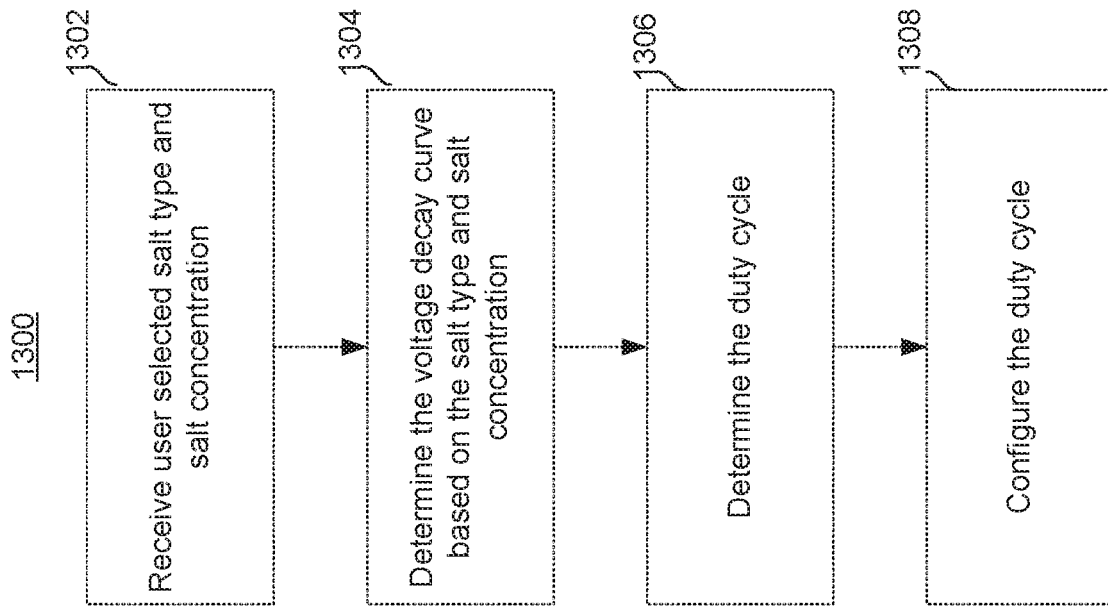 1300
1302
Receive user selected salt type and
salt concentration
1304
Determine the voltage decay curve
based on the salt type and salt
concentration
1306
Determine the duty cycle
1308
Configure the duty cycle